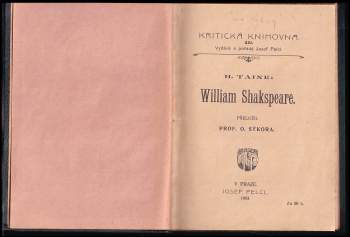 KRITICKÁ KNIHOVNA
Vydává a pořádá Josef Pelcl
H. TAINE:
William Shakspeare.
PŘELOŽIL
PROF. O. SÝKORA.
V PRAZE.
JOSEF PELCL